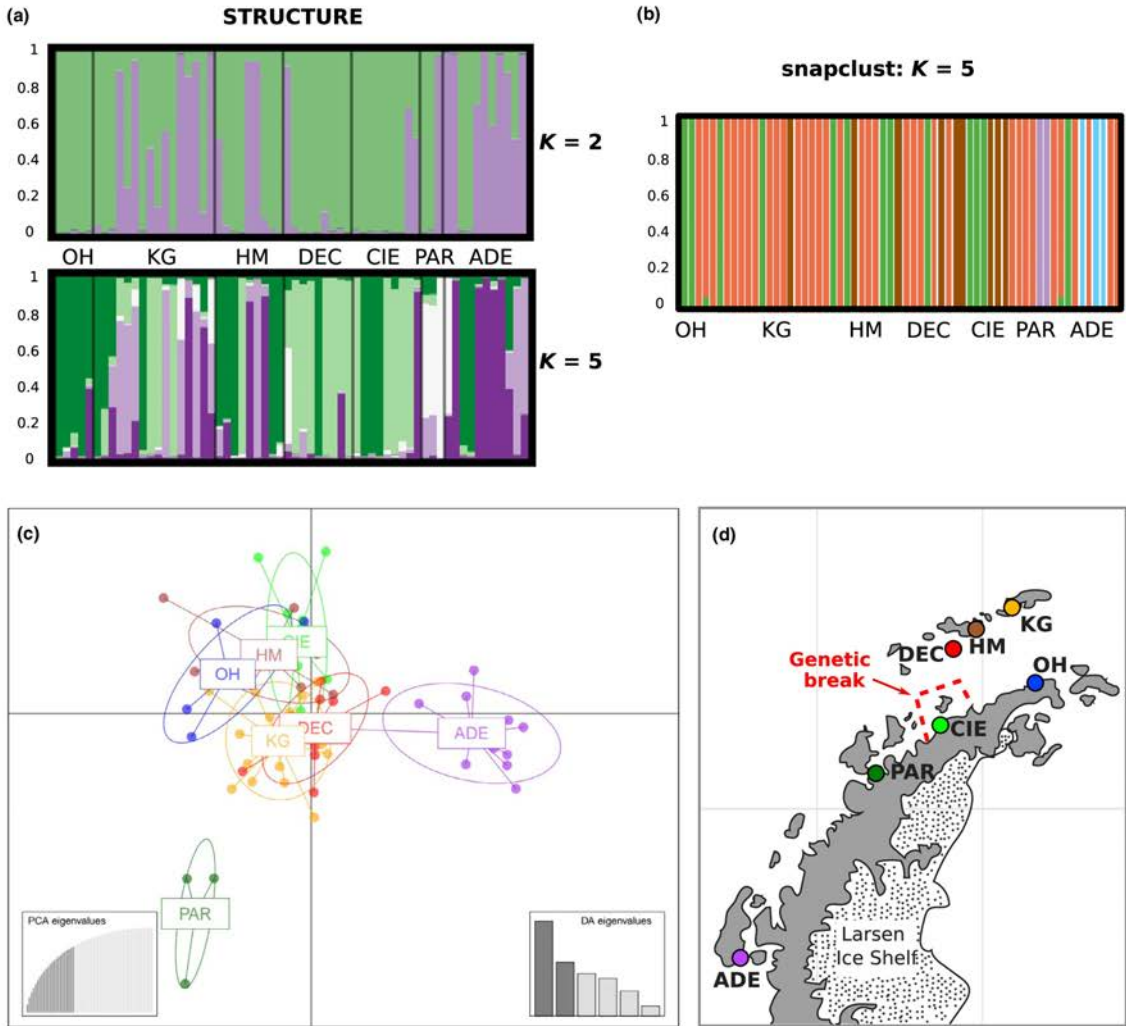 (a)
STRUCTURE
1
0.8
0.6
0.4
0.2
0
K = 2
OH KG HM DEC CIE PAR ADE
1
0.8
0.6
0.4
0.2
0
K = 5
(b)
snapclust: K = 5
1
0.8
0.6
0.4
0.2
0
OH KG HM DEC CIE PAR ADE
(c)
CIE
HM
OH
DEC
KG
ADE
PAR
PCA eigenvalues
DA eigenvalues
(d)
KG
HM
DEC
OH
Genetic
break
CIE
PAR
Larsen
Ice Shelf
ADE